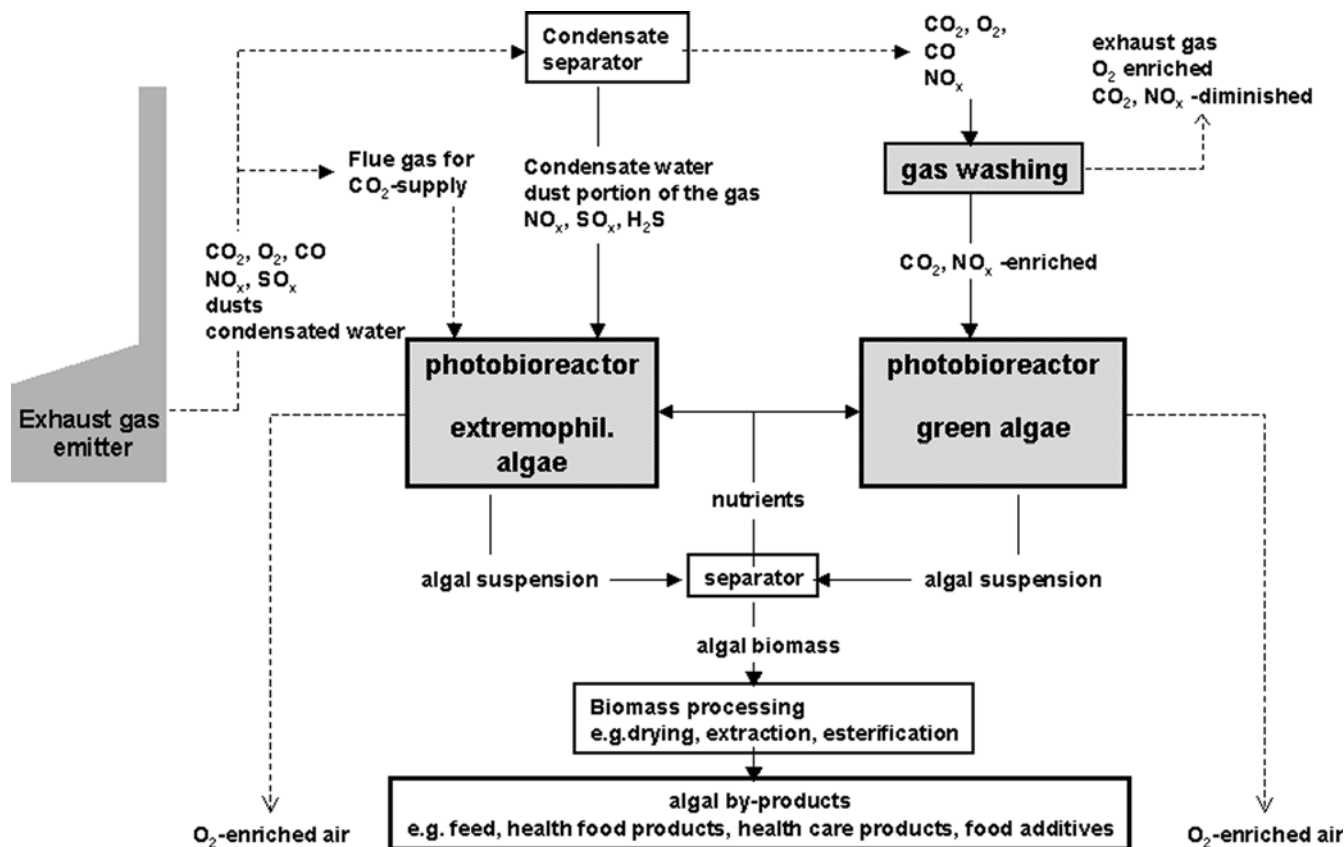 Condensate
separator
CO₂, O₂,
CO
NOₓ
exhaust gas
O₂ enriched
CO₂, NOₓ -diminished
Flue gas for
CO₂-supply
Condensate water
dust portion of the gas
NOₓ, SOₓ, H₂S
gas washing
CO₂, O₂, CO
NOₓ, SOₓ
dusts
condensated water
CO₂, NOₓ -enriched
Exhaust gas
emitter
photobioreactor
extremophil.
algae
photobioreactor
green algae
nutrients
algal suspension
separator
algal suspension
algal biomass
Biomass processing
e.g.drying, extraction, esterification
algal by-products
e.g. feed, health food products, health care products, food additives
O₂-enriched air
O₂-enriched air